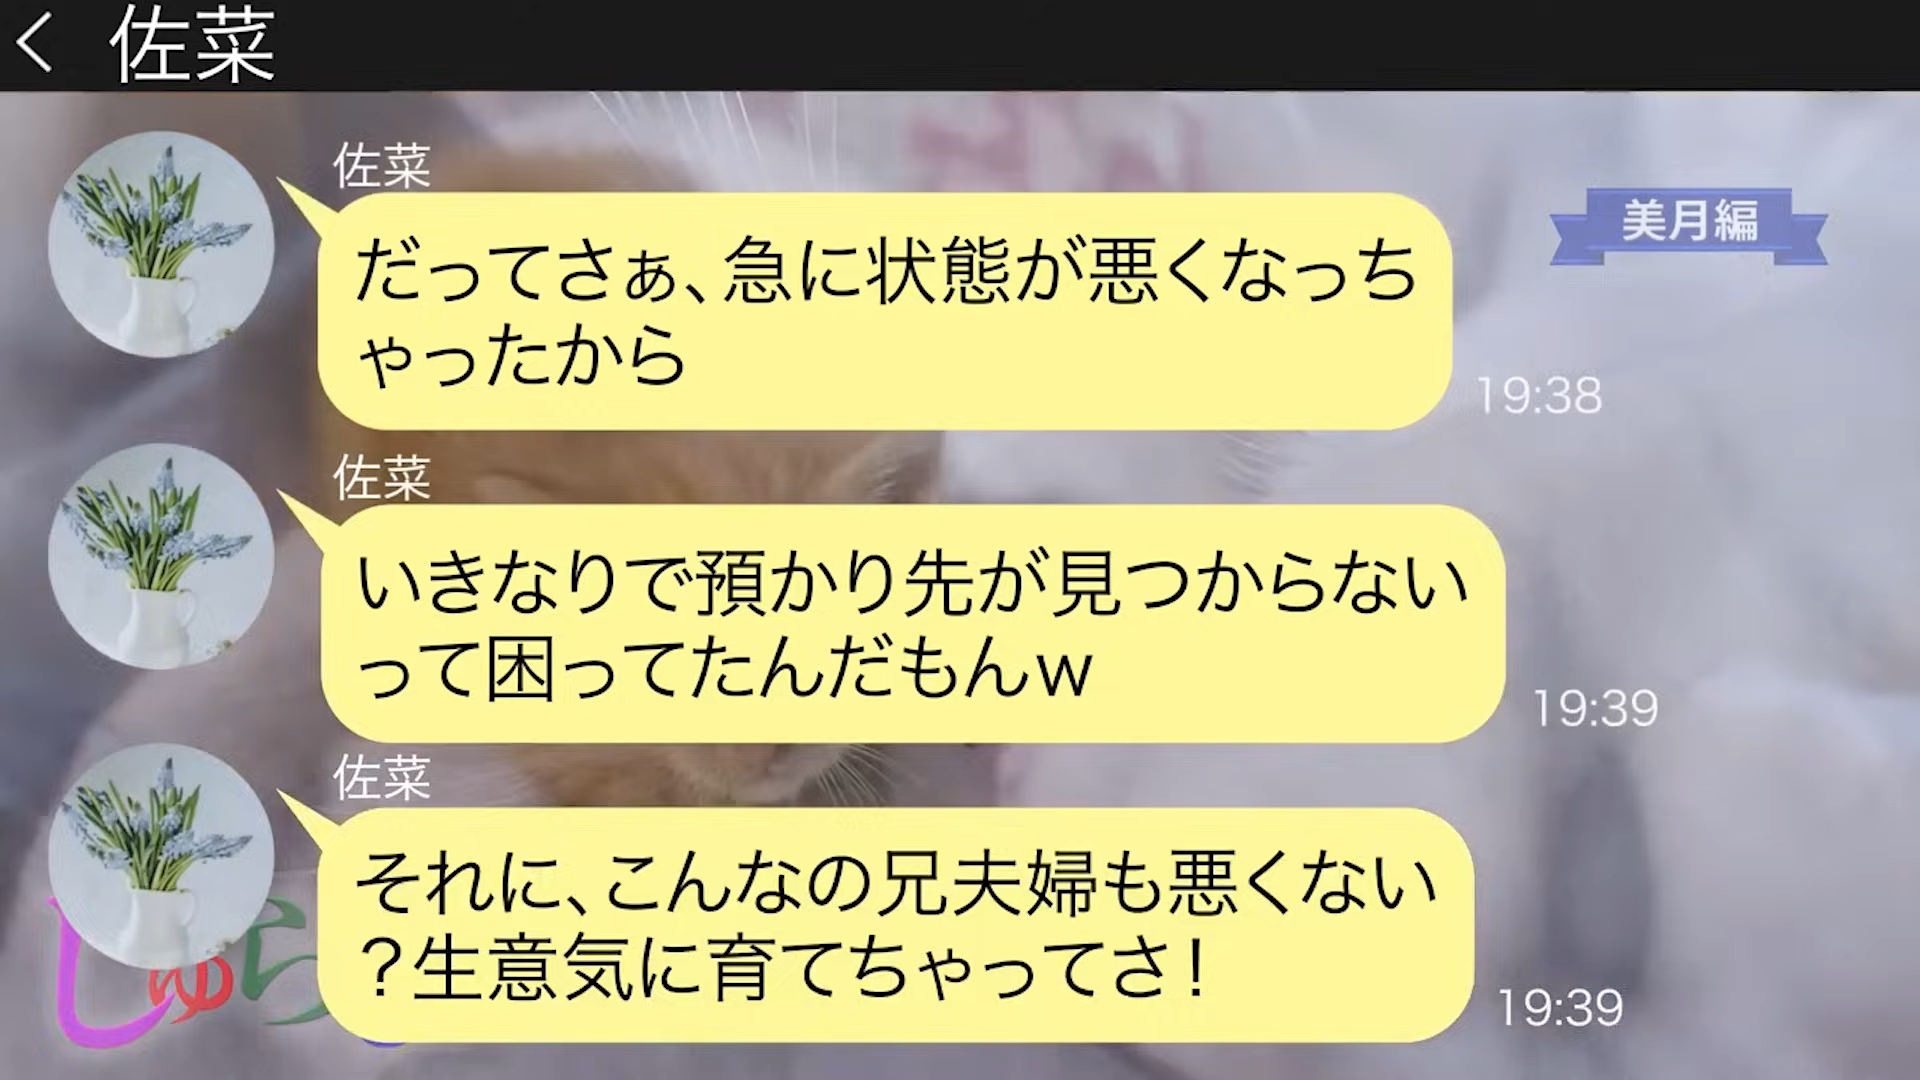 佐菜
佐菜
美月編
だってさぁ、急に状態が悪くなっち
ゃったから
19:38
佐菜
いきなりで預かり先が見つからない
って困ってたんだもんw
19:39
佐菜
それに、こんなの兄夫婦も悪くない
？生意気に育てちゃってさ！
19:39
しゅら